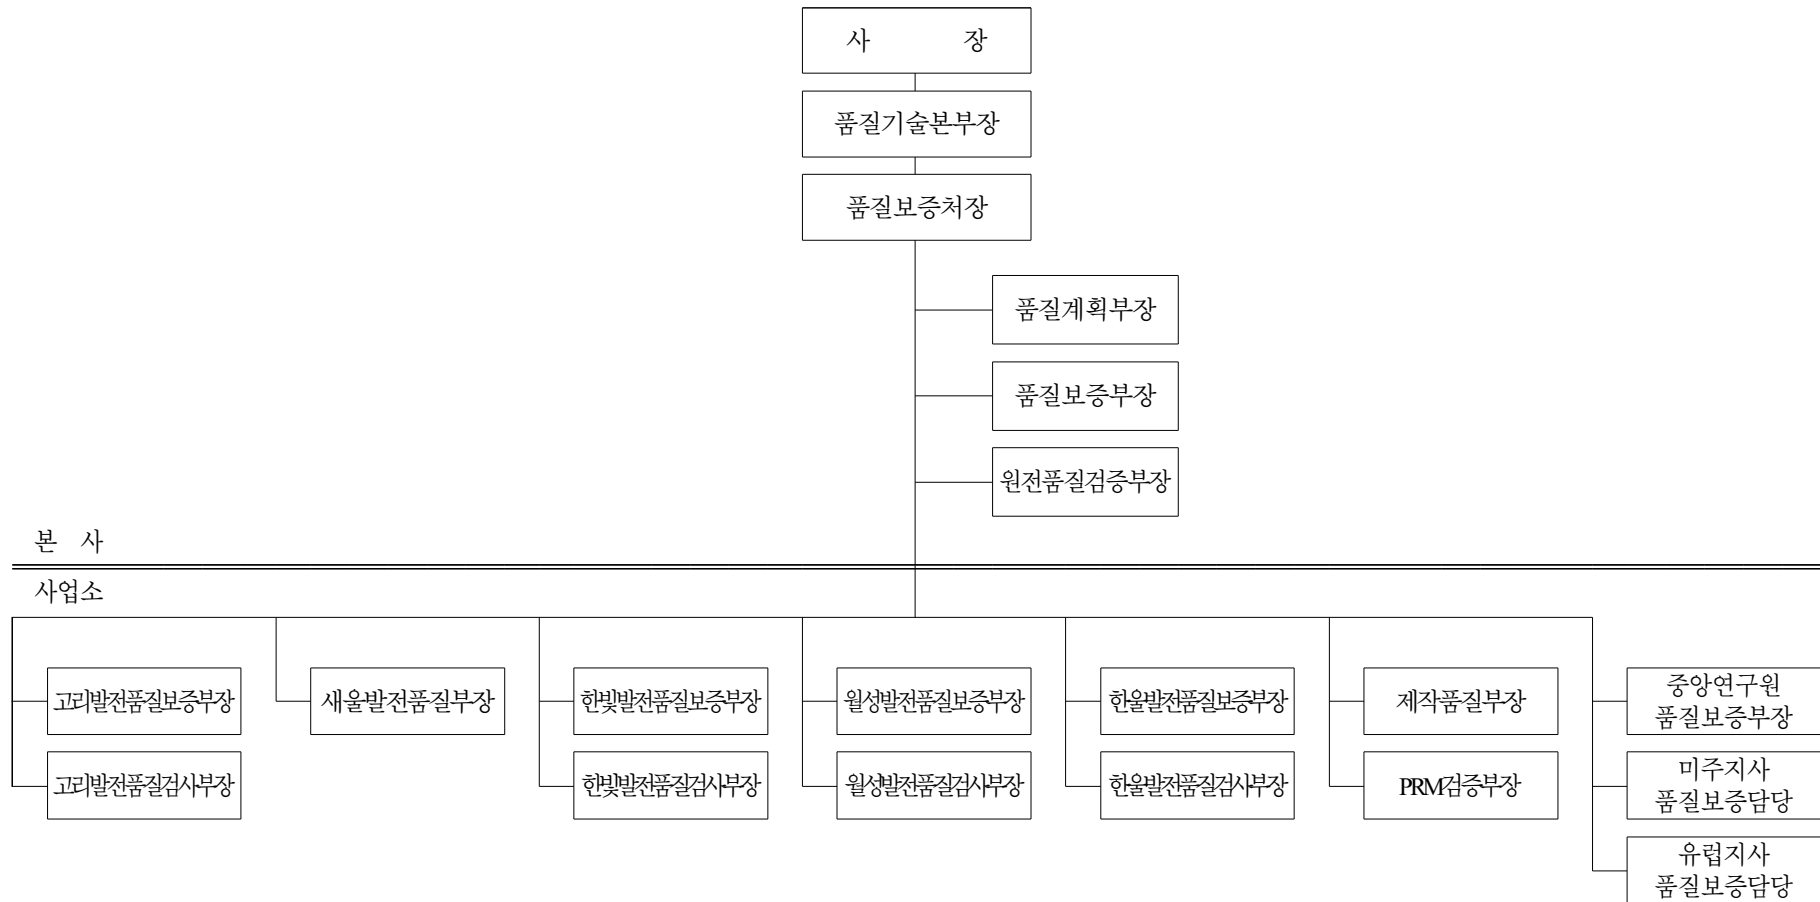 사 장
품질기술본부장
품질보증처장
품질계획부장
품질보증부장
원전품질검증부장
본 사
사업소
고리발전품질보증부장
새울발전품질부장
한빛발전품질보증부장
월성발전품질보증부장
한울발전품질보증부장
제작품질부장
중앙연구원
품질보증부장
고리발전품질검사부장
한빛발전품질검사부장
월성발전품질검사부장
한울발전품질검사부장
PRM검증부장
미주지사
품질보증담당
유럽지사
품질보증담당